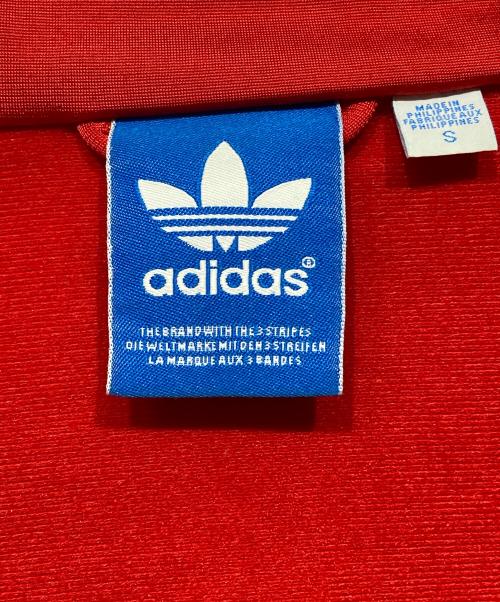 MADE IN
PHILIPPINES
FABRIQUE AUX
PHILIPPINES
S
adidas®
THE BRAND WITH THE 3 STRIPES
DIE WELTMARKE MIT DEN 3 STREIFEN
LA MARQUE AUX 3 BANDES